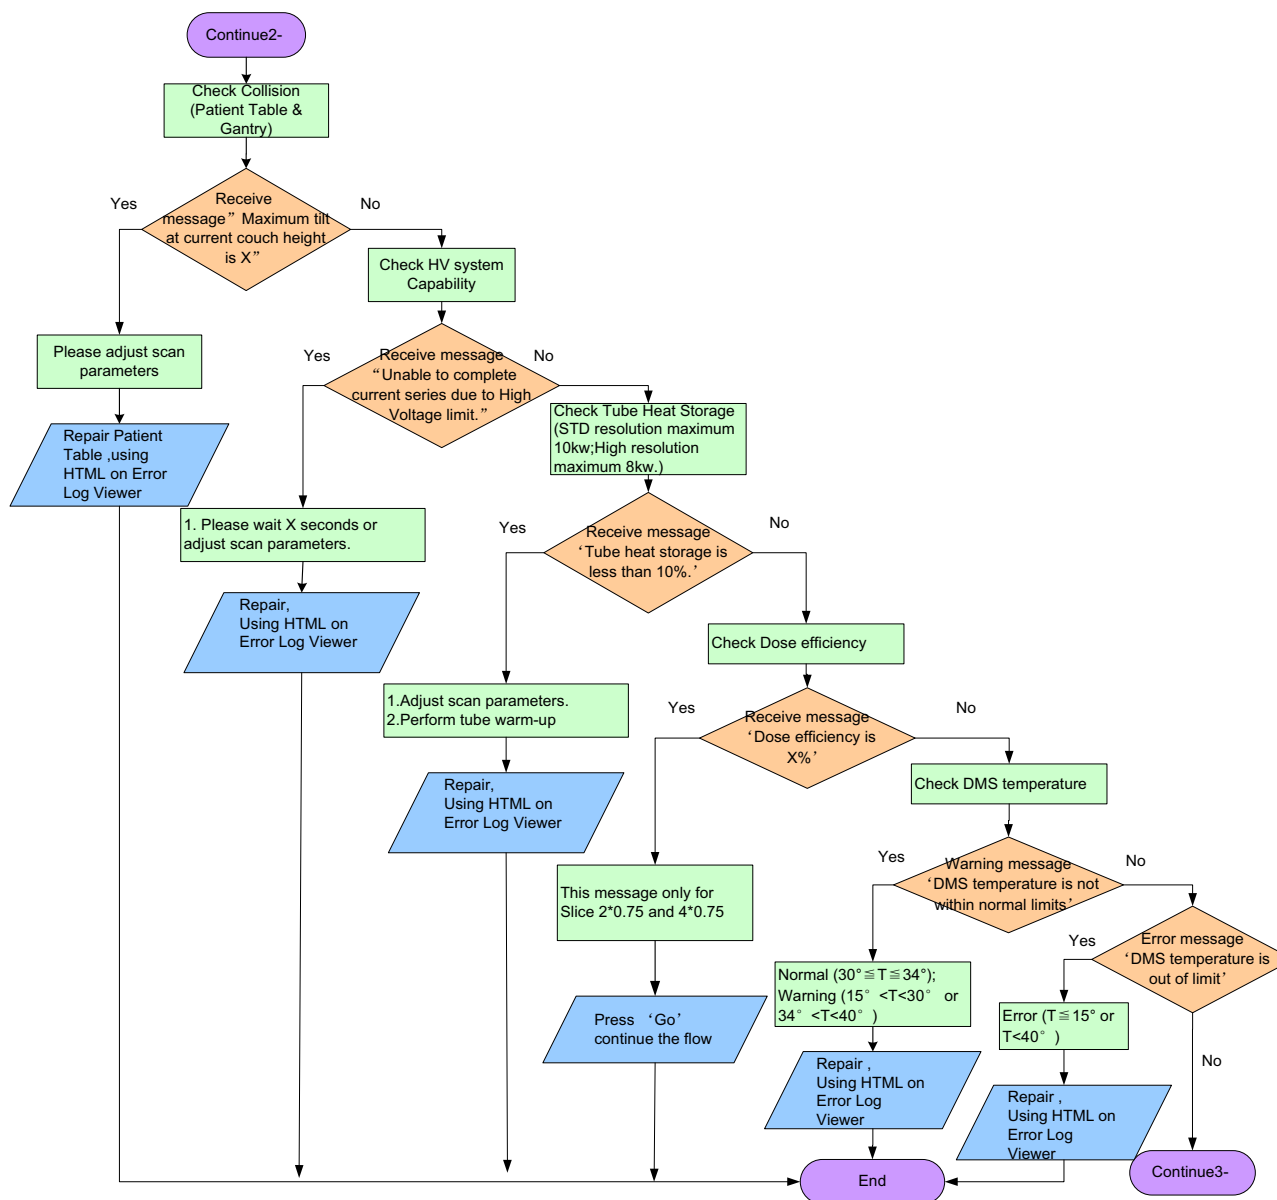 Continue2-
Check Collision
(Patient Table &
Gantry)
Yes
No
Receive
message” Maximum tilt
at current couch height
is X”
Check HV system
Capability
Please adjust scan
parameters
Yes
No
Receive message
“Unable to complete
current series due to High
Voltage limit.”
Repair Patient
Table ,using
HTML on Error
Log Viewer
Check Tube Heat Storage
(STD resolution maximum
10kw;High resolution
maximum 8kw.)
1. Please wait X seconds or
adjust scan parameters.
Yes
No
Receive message
‘Tube heat storage is
less than 10%.’
Repair,
Using HTML on
Error Log Viewer
Check Dose efficiency
1.Adjust scan parameters.
2.Perform tube warm-up
Yes
No
Receive message
‘Dose efficiency is
X%’
Repair,
Using HTML on
Error Log Viewer
Check DMS temperature
Yes
No
Warning message
‘DMS temperature is not
within normal limits’
This message only for
Slice 2*0.75 and 4*0.75
Yes
Error message
‘DMS temperature is
out of limit’
Normal (30°≦T≦34°);
Warning (15° <T<30° or
34° <T<40° )
Error (T≦15° or
T<40° )
Press ‘Go’
continue the flow
No
Repair ,
Using HTML on
Error Log
Viewer
Repair ,
Using HTML on
Error Log
Viewer
End
Continue3-